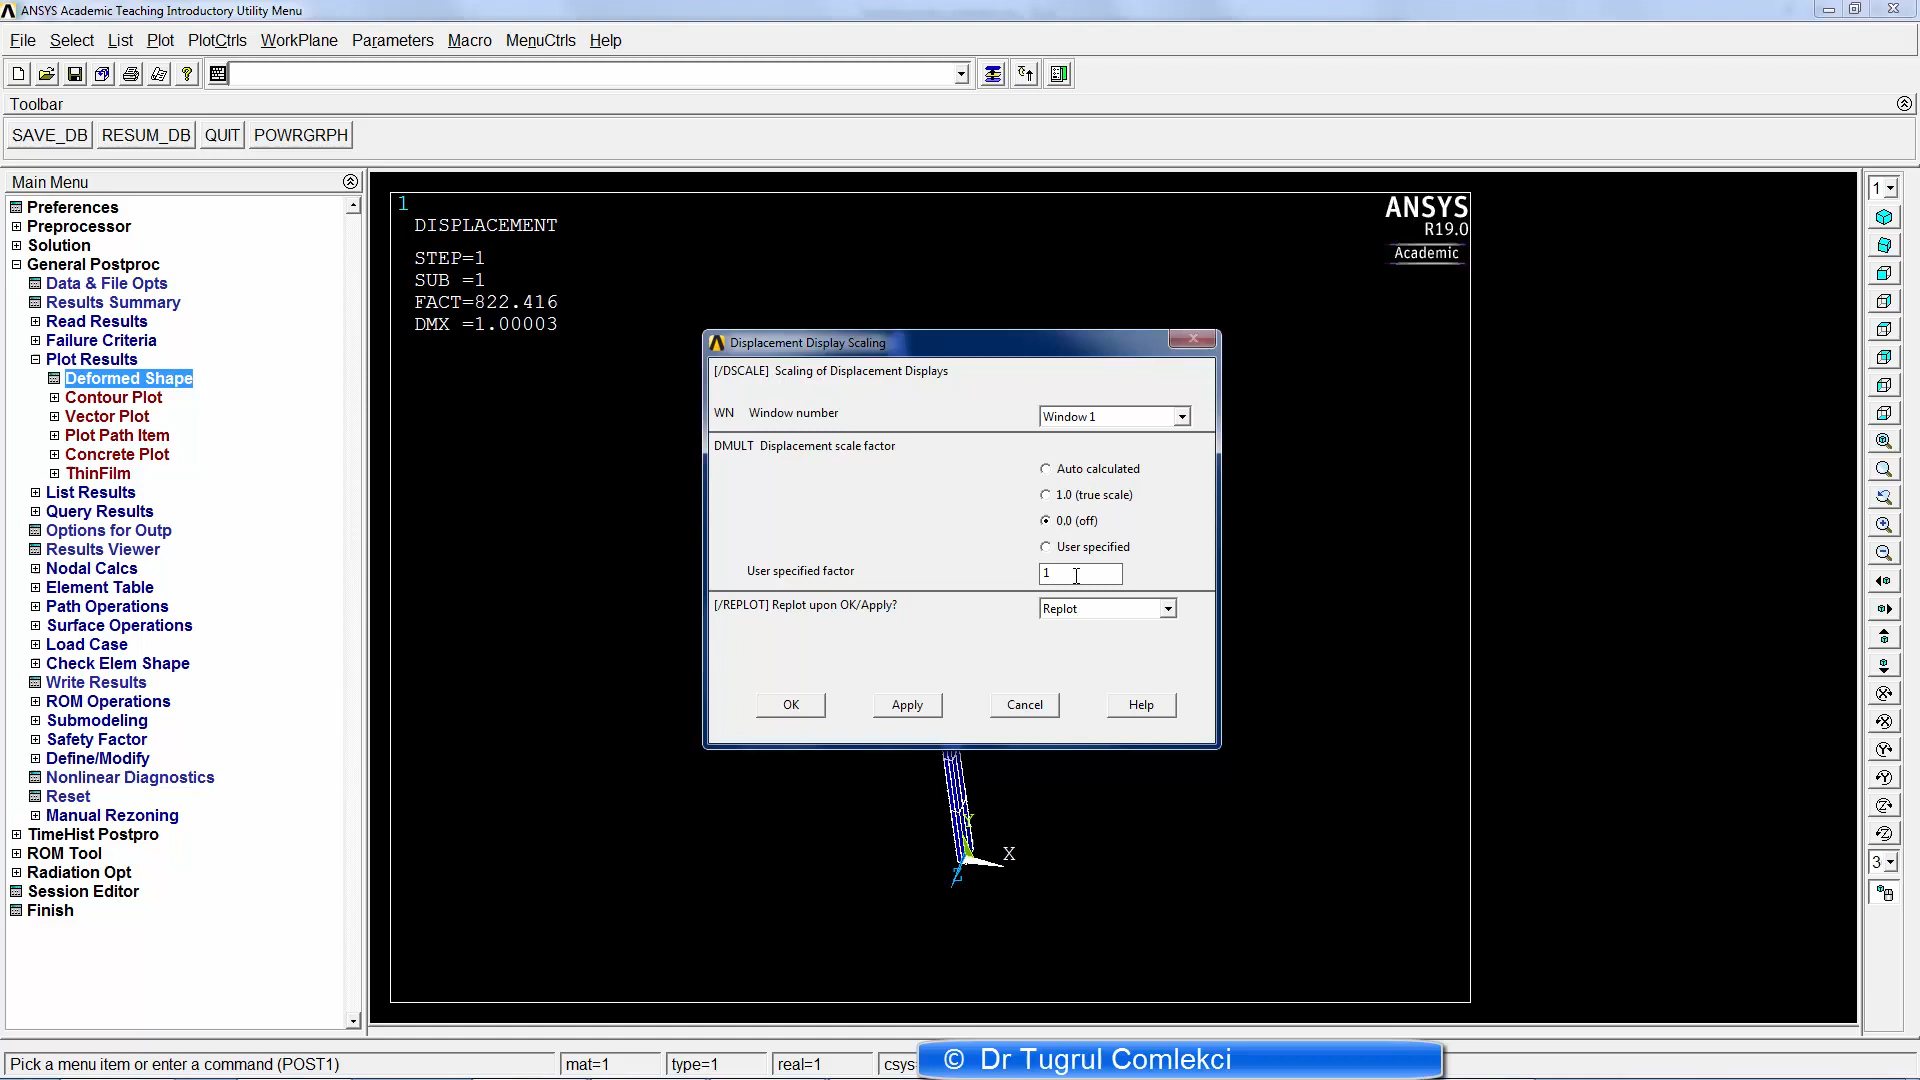 ANSYS Academic Teaching Introductory Utility Menu
File Select List Plot PlotCtrls WorkPlane Parameters Macro MenuCtrls Help
Toolbar
SAVE_DB RESUM_DB QUIT POWRGRPH
Main Menu
Preferences
Preprocessor
Solution
General Postproc
Data & File Opts
Results Summary
Read Results
Failure Criteria
Plot Results
Deformed Shape
Contour Plot
Vector Plot
Plot Path Item
Concrete Plot
ThinFilm
List Results
Query Results
Options for Outp
Results Viewer
Nodal Calcs
Element Table
Path Operations
Surface Operations
Load Case
Check Elem Shape
Write Results
ROM Operations
Submodeling
Safety Factor
Define/Modify
Nonlinear Diagnostics
Reset
Manual Rezoning
TimeHist Postpro
ROM Tool
Radiation Opt
Session Editor
Finish
1
DISPLACEMENT
STEP=1
SUB =1
FACT=822.416
DMX =1.00003
ANSYS
R19.0
Academic
Displacement Display Scaling
[/DSCALE] Scaling of Displacement Displays
WN Window number Window 1
DMULT Displacement scale factor
Auto calculated
1.0 (true scale)
0.0 (off)
User specified
User specified factor 1
[/REPLOT] Replot upon OK/Apply? Replot
OK Apply Cancel Help
Y
X
Z
1
3
Pick a menu item or enter a command (POST1) mat=1 type=1 real=1 csys=
© Dr Tugrul Comlekci